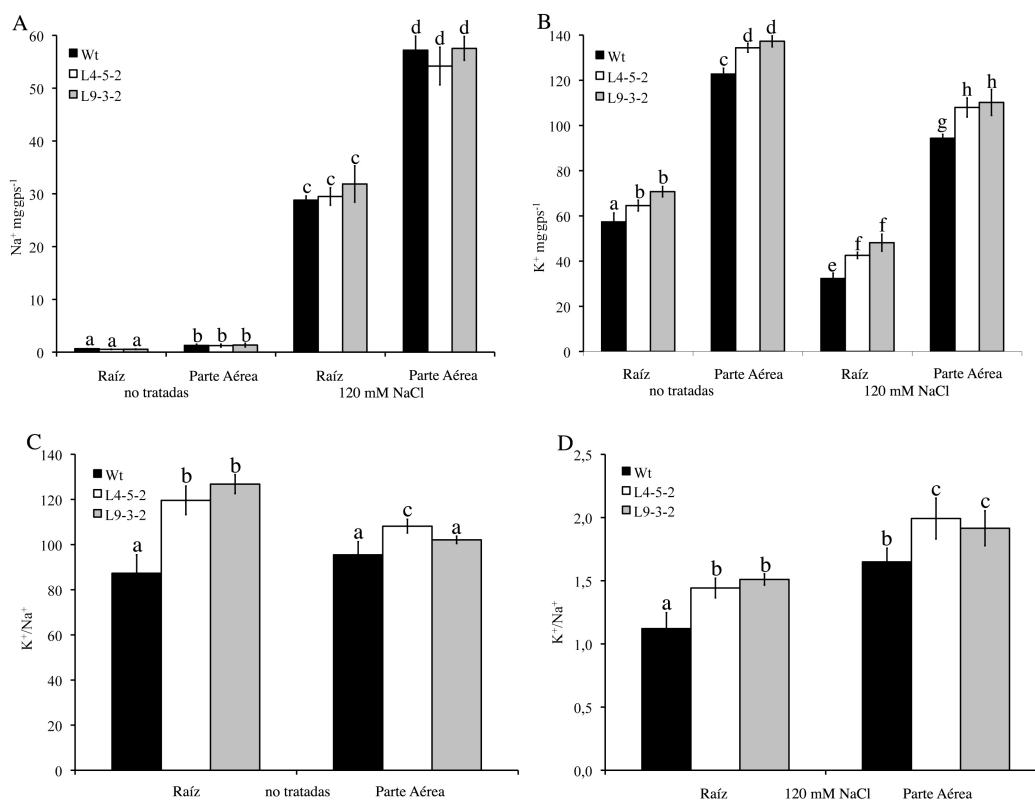 A
60
50
40
30
20
10
0
Na⁺ mg·gps⁻¹
Wt
L4-5-2
L9-3-2
a a a
b b b
c c c
d d d
Raíz Parte Aérea Raíz Parte Aérea
no tratadas 120 mM NaCl
B
140
120
100
80
60
40
20
0
K⁺ mg·gps⁻¹
Wt
L4-5-2
L9-3-2
a b b
c d d
e f f
g h h
Raíz Parte Aérea Raíz Parte Aérea
no tratadas 120 mM NaCl
C
140
120
100
80
60
40
20
0
K⁺/Na⁺
Wt
L4-5-2
L9-3-2
a b b
a c a
Raíz no tratadas Parte Aérea
D
2,5
2,0
1,5
1,0
0,5
0,0
K⁺/Na⁺
Wt
L4-5-2
L9-3-2
a b b
b c c
Raíz 120 mM NaCl Parte Aérea